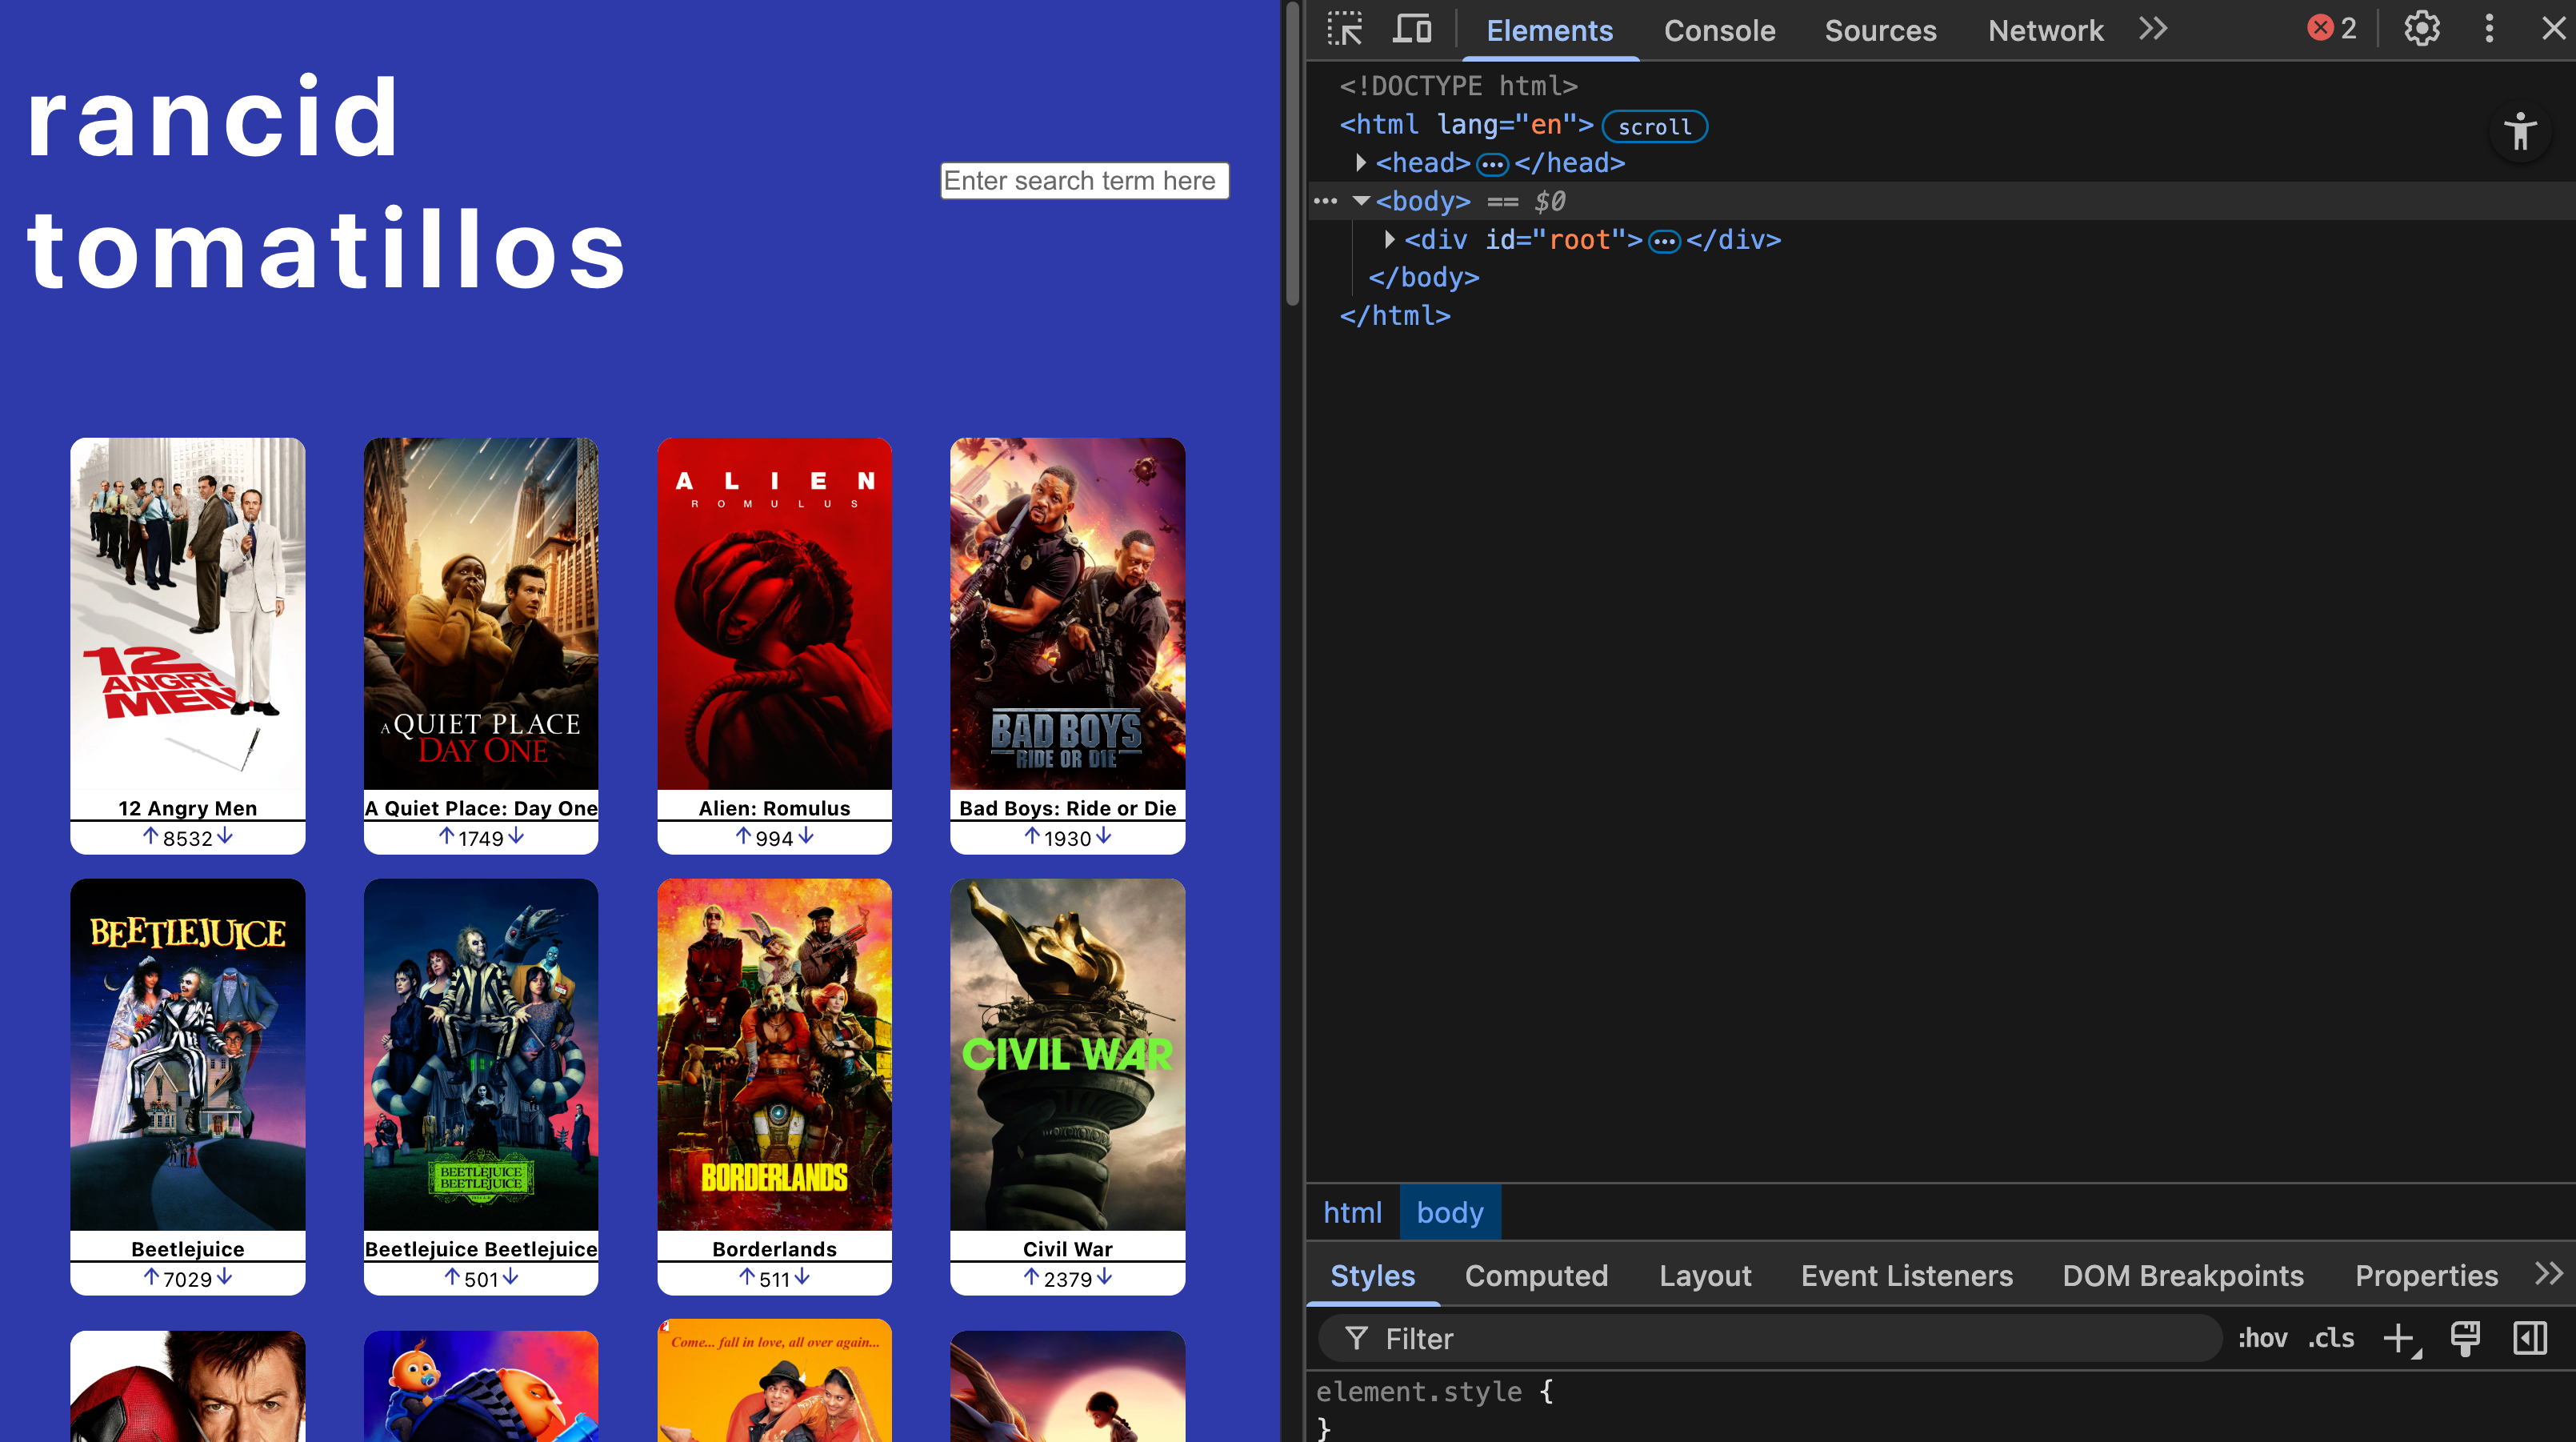 rancid
tomatillos
Enter search term here
A L I E N
R O M U L U S
12
ANGRY
MEN
A QUIET PLACE
DAY ONE
BAD BOYS
RIDE OR DIE
12 Angry Men
A Quiet Place: Day One
Alien: Romulus
Bad Boys: Ride or Die
↑8532↓
↑1749↓
↑994↓
↑1930↓
BEETLEJUICE
CIVIL WAR
BEETLEJUICE
BEETLEJUICE
BORDERLANDS
Beetlejuice
Beetlejuice Beetlejuice
Borderlands
Civil War
↑7029↓
↑501↓
↑511↓
↑2379↓
Come... fall in love, all over again...
Elements Console Sources Network 2
<!DOCTYPE html>
<html lang="en"> scroll
<head>…</head>
… <body> == $0
<div id="root">…</div>
</body>
</html>
html body
Styles Computed Layout Event Listeners DOM Breakpoints Properties
Filter :hov .cls
element.style {
}